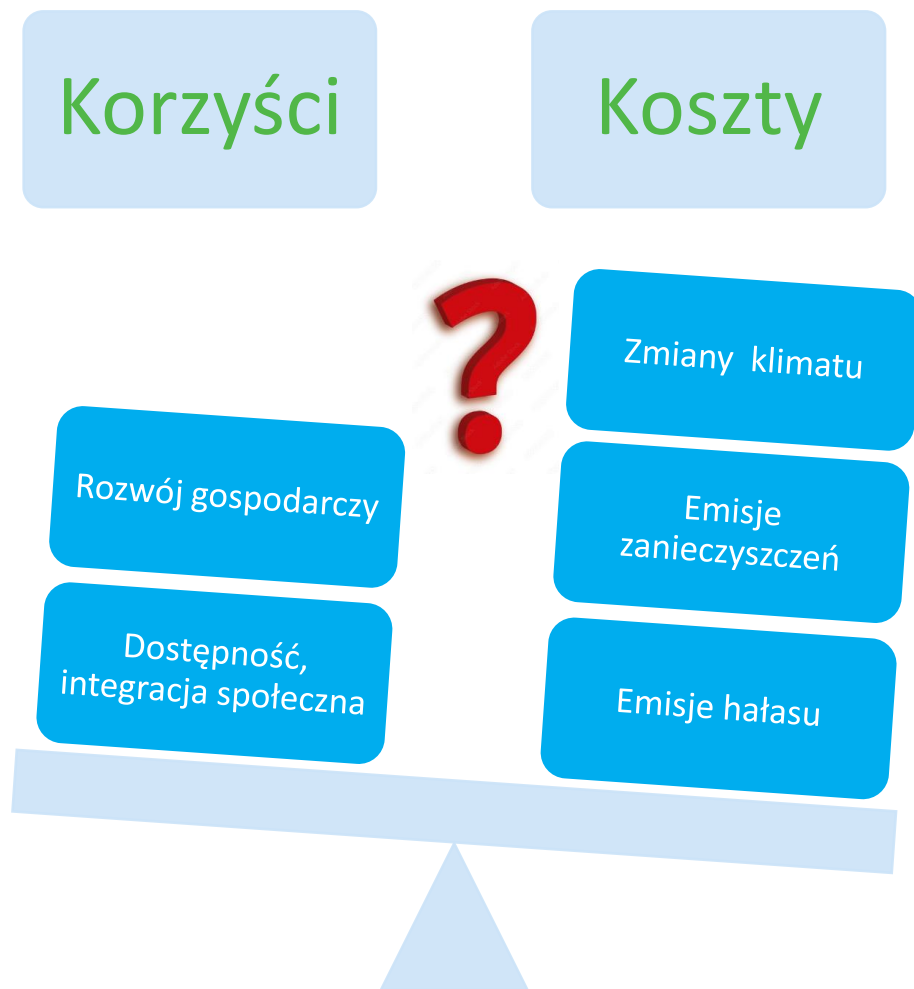 Korzyści
Koszty
?
Zmiany klimatu
Rozwój gospodarczy
Emisje
zanieczyszczeń
Dostępność,
integracja społeczna
Emisje hałasu